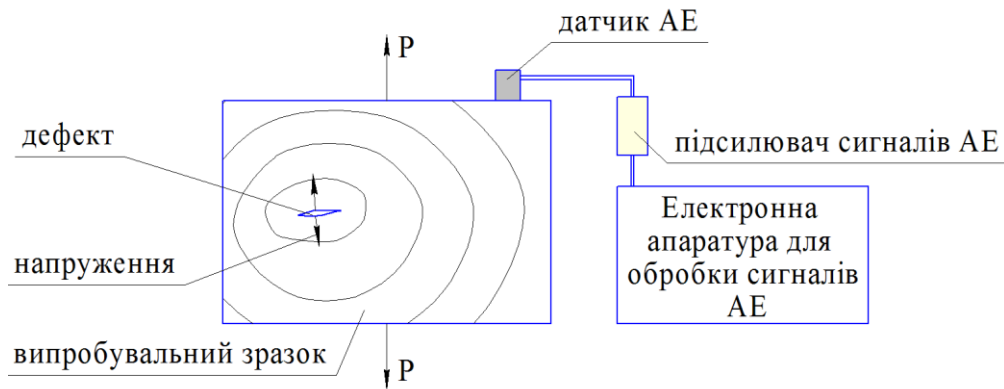 датчик АЕ
Р
дефект
підсилювач сигналів АЕ
Електронна
апаратура для
обробки сигналів
АЕ
напруження
випробувальний зразок
Р